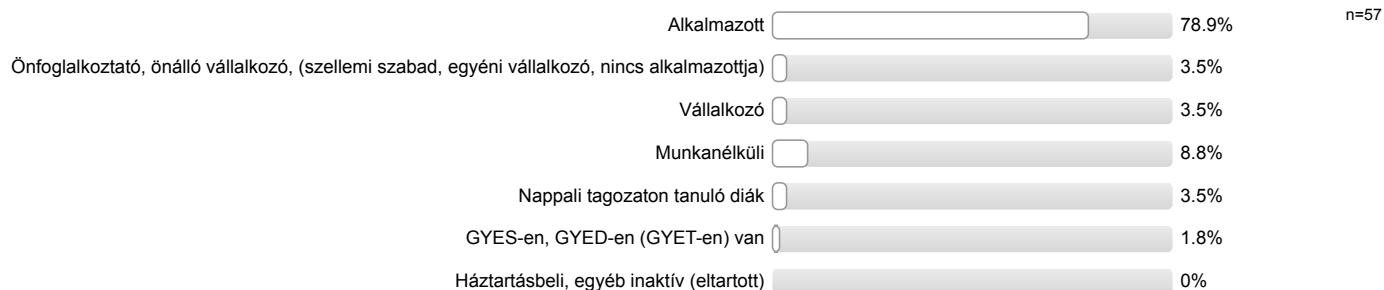 Alkalmazott 78.9% n=57
Önfoglalkoztató, önálló vállalkozó, (szellemi szabad, egyéni vállalkozó, nincs alkalmazottja) 3.5%
Vállalkozó 3.5%
Munkanélküli 8.8%
Nappali tagozaton tanuló diák 3.5%
GYES-en, GYED-en (GYET-en) van 1.8%
Háztartásbeli, egyéb inaktív (eltartott) 0%